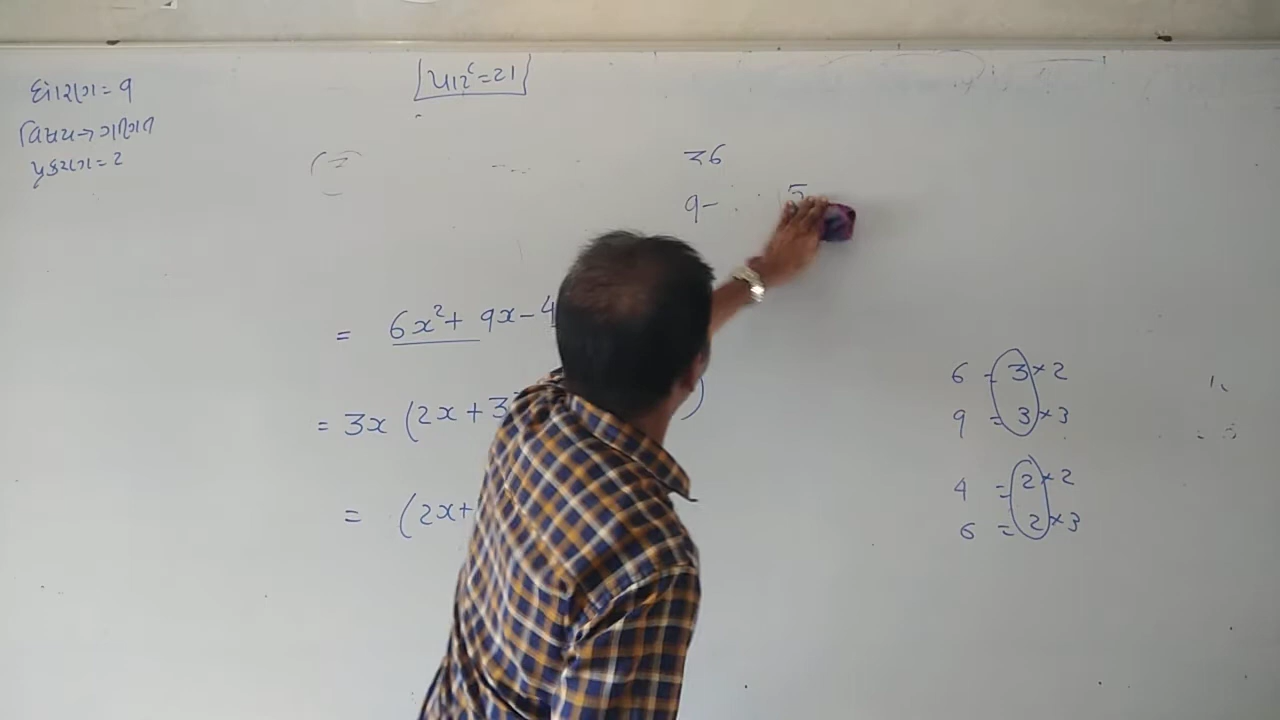 ધોરણ = 9
વિષય → ગણિત
પ્રકરણ = 2
પાર્ટ = 21
36
9 -
= 6x² + 9x - 4
= 3x (2x + 3 )
= (2x +
6 = 3 × 2
9 = 3 × 3
4 = 2 × 2
6 = 2 × 3